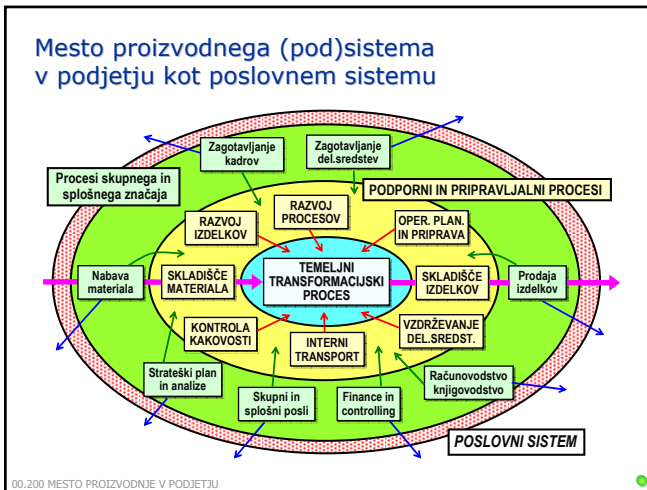 Mesto proizvodnega (pod)sistema
v podjetju kot poslovnem sistemu
Zagotavljanje
kadrov
Zagotavljanje
del.sredstev
Procesi skupnega in
splošnega značaja
PODPORNI IN PRIPRAVLJALNI PROCESI
RAZVOJ
IZDELKOV
RAZVOJ
PROCESOV
OPER. PLAN.
IN PRIPRAVA
Nabava
materiala
SKLADIŠČE
MATERIALA
TEMELJNI
TRANSFORMACIJSKI
PROCES
SKLADIŠČE
IZDELKOV
Prodaja
izdelkov
KONTROLA
KAKOVOSTI
INTERNI
TRANSPORT
VZDRŽEVANJE
DEL.SREDST.
Strateški plan
in analize
Skupni in
splošni posli
Finance in
controlling
Računovodstvo
knjigovodstvo
POSLOVNI SISTEM
00.200 MESTO PROIZVODNJE V PODJETJU